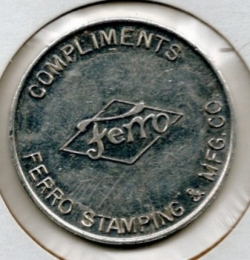 COMPLIMENTS
Ferro
FERRO STAMPING & MFG. CO